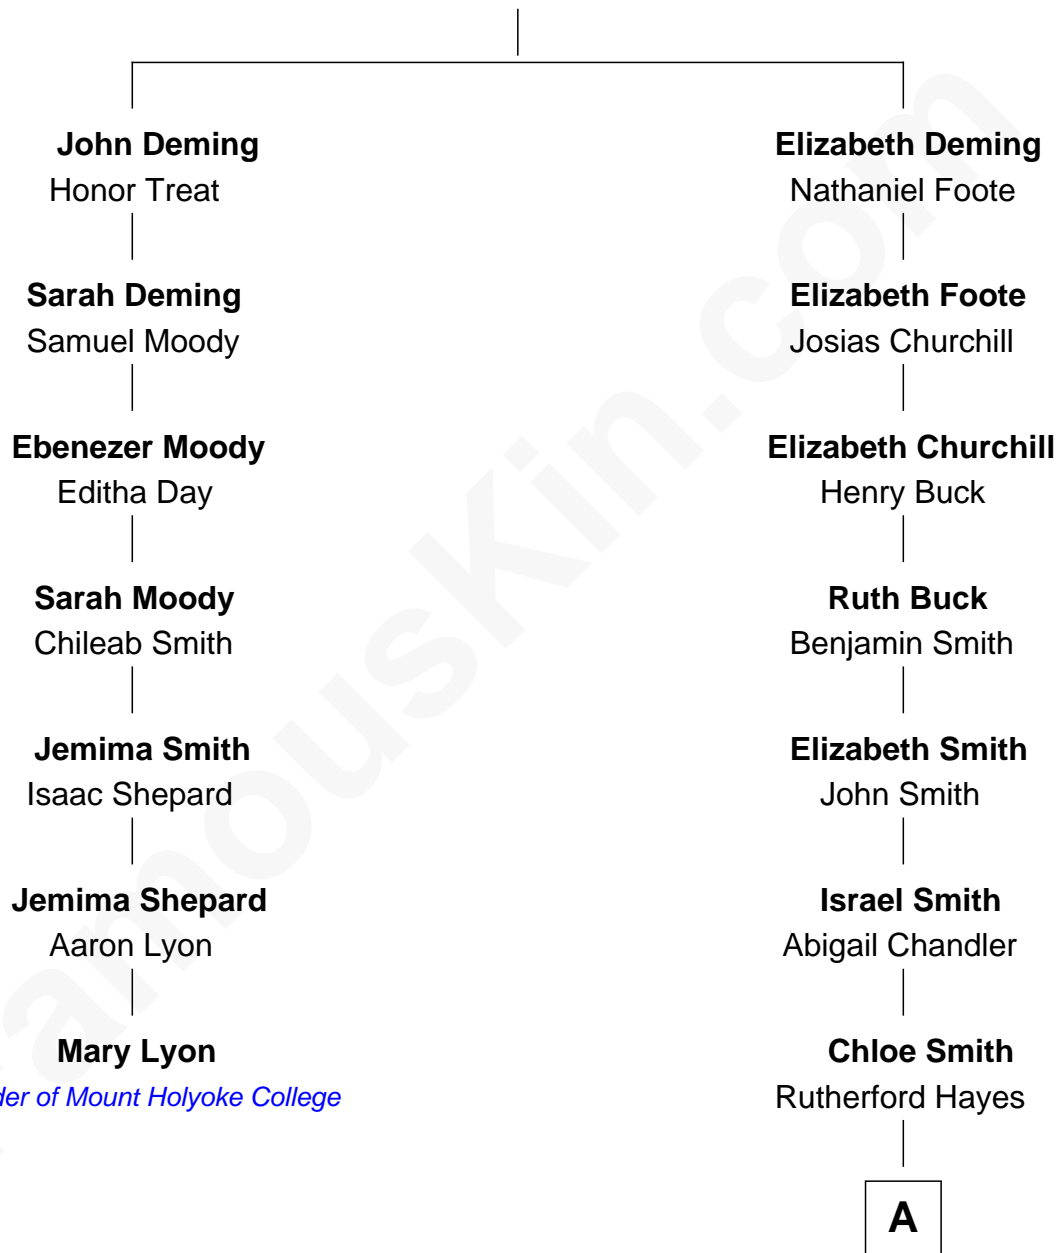 John Deming
Honor Treat
Elizabeth Deming
Nathaniel Foote
Sarah Deming
Samuel Moody
Elizabeth Foote
Josias Churchill
Ebenezer Moody
Editha Day
Elizabeth Churchill
Henry Buck
Sarah Moody
Chileab Smith
Ruth Buck
Benjamin Smith
Jemima Smith
Isaac Shepard
Elizabeth Smith
John Smith
Jemima Shepard
Aaron Lyon
Israel Smith
Abigail Chandler
Mary Lyon
der of Mount Holyoke College
Chloe Smith
Rutherford Hayes
A
famousKin.com